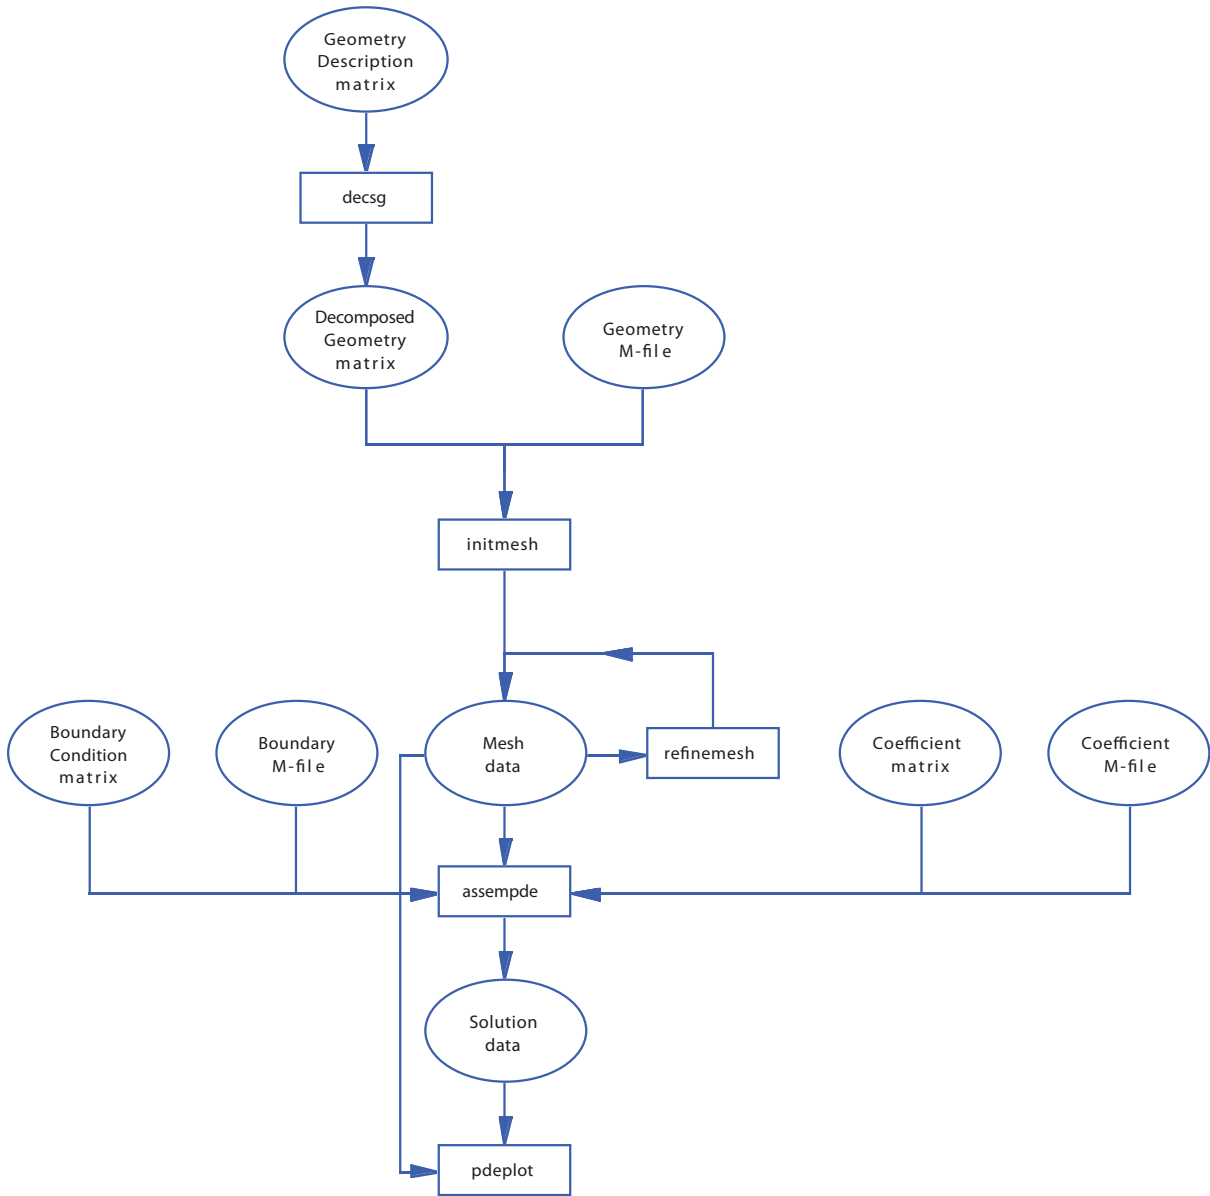 Geometry
Description
matrix
decsg
Decomposed
Geometry
matrix
Geometry
M-file
initmesh
Boundary
Condition
matrix
Boundary
M-file
Mesh
data
refinemesh
Coefficient
matrix
Coefficient
M-file
assempde
Solution
data
pdeplot